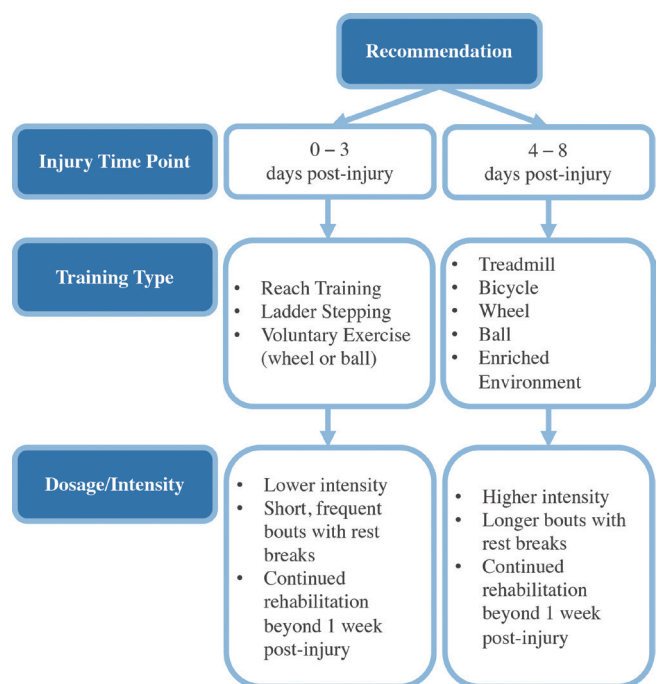 Recommendation
Injury Time Point
0 – 3
days post-injury
4 – 8
days post-injury
Training Type
• Reach Training
• Ladder Stepping
• Voluntary Exercise
(wheel or ball)
• Treadmill
• Bicycle
• Wheel
• Ball
• Enriched
Environment
Dosage/Intensity
• Lower intensity
• Short, frequent
bouts with rest
breaks
• Continued
rehabilitation
beyond 1 week
post-injury
• Higher intensity
• Longer bouts with
rest breaks
• Continued
rehabilitation
beyond 1 week
post-injury